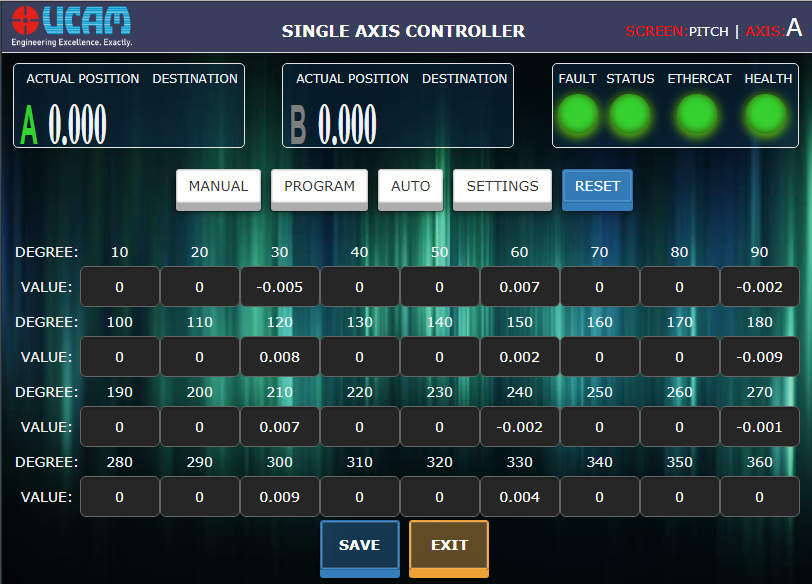 UCAM
Engineering Excellence. Exactly.
SINGLE AXIS CONTROLLER
SCREEN:PITCH | AXIS:A
ACTUAL POSITION DESTINATION
A 0.000
ACTUAL POSITION DESTINATION
B 0.000
FAULT STATUS ETHERCAT HEALTH
MANUAL PROGRAM AUTO SETTINGS RESET
DEGREE: 10 20 30 40 50 60 70 80 90
VALUE: 0 0 -0.005 0 0 0.007 0 0 -0.002
DEGREE: 100 110 120 130 140 150 160 170 180
VALUE: 0 0 0.008 0 0 0.002 0 0 -0.009
DEGREE: 190 200 210 220 230 240 250 260 270
VALUE: 0 0 0.007 0 0 -0.002 0 0 -0.001
DEGREE: 280 290 300 310 320 330 340 350 360
VALUE: 0 0 0.009 0 0 0.004 0 0 0
SAVE EXIT